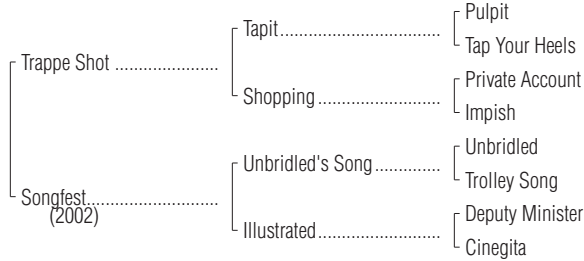 Pulpit
Tapit
Tap Your Heels
Trappe Shot
Private Account
Shopping
Impish
Unbridled
Unbridled's Song
Trolley Song
Songfest
(2002)
Deputy Minister
Illustrated
Cinegita